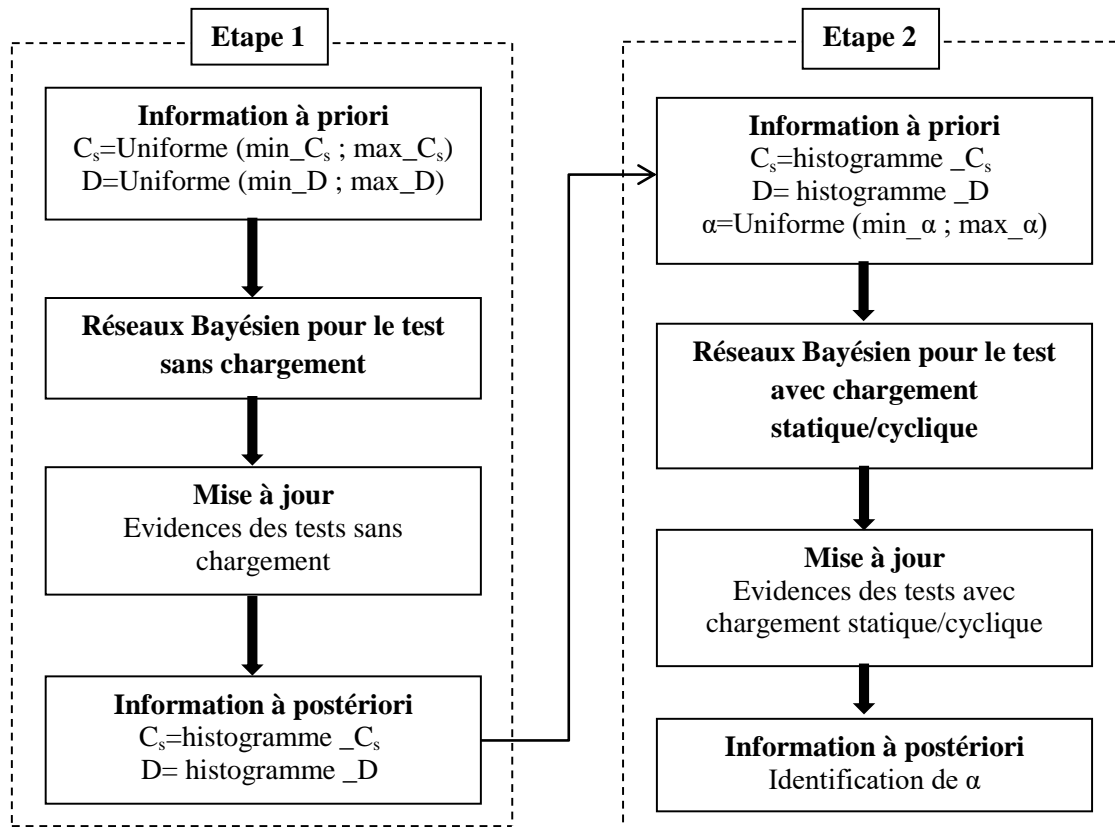 Etape 1
Information à priori
Cs=Uniforme (min_Cs ; max_Cs)
D=Uniforme (min_D ; max_D)
Réseaux Bayésien pour le test
sans chargement
Mise à jour
Evidences des tests sans
chargement
Information à postériori
Cs=histogramme _Cs
D= histogramme _D
Etape 2
Information à priori
Cs=histogramme _Cs
D= histogramme _D
α=Uniforme (min_α ; max_α)
Réseaux Bayésien pour le test
avec chargement
statique/cyclique
Mise à jour
Evidences des tests avec
chargement statique/cyclique
Information à postériori
Identification de α